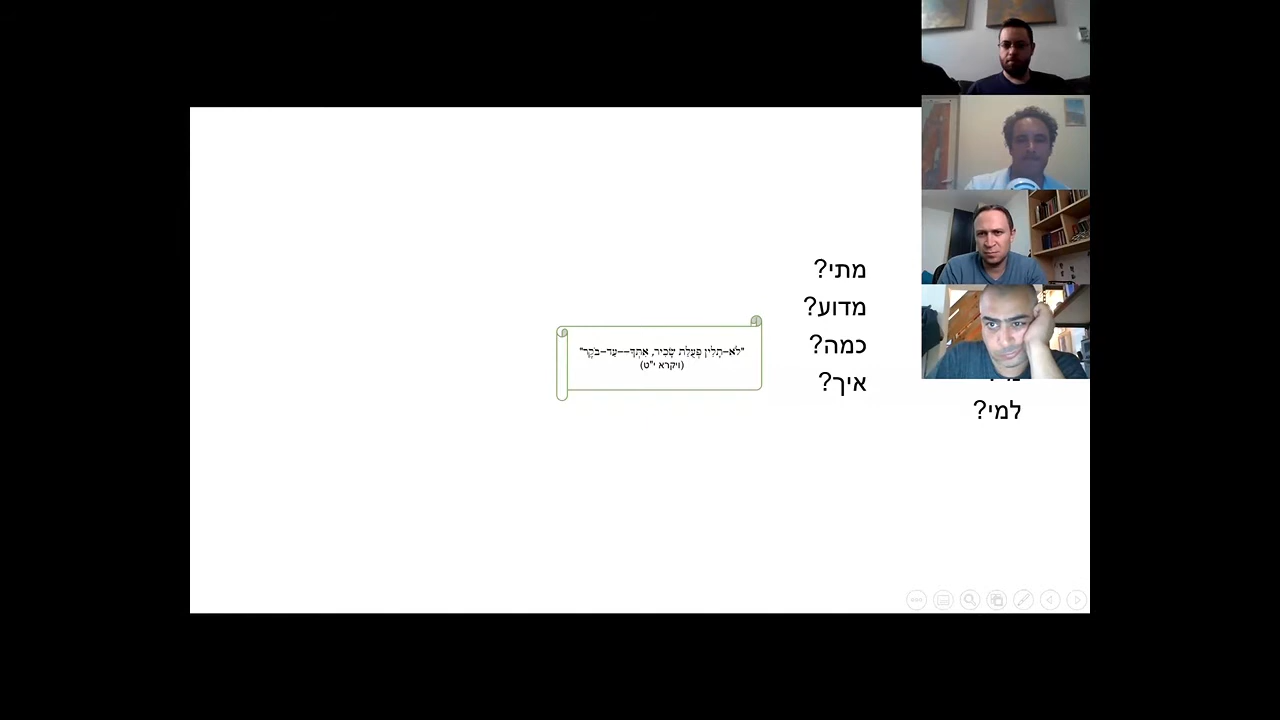 מתי?
מדוע?
כמה?
איך?
למי?
"לֹא-תָלִין פְּעֻלַּת שָׂכִיר, אִתְּךָ--עַד-בֹּקֶר"
(ויקרא י"ט)